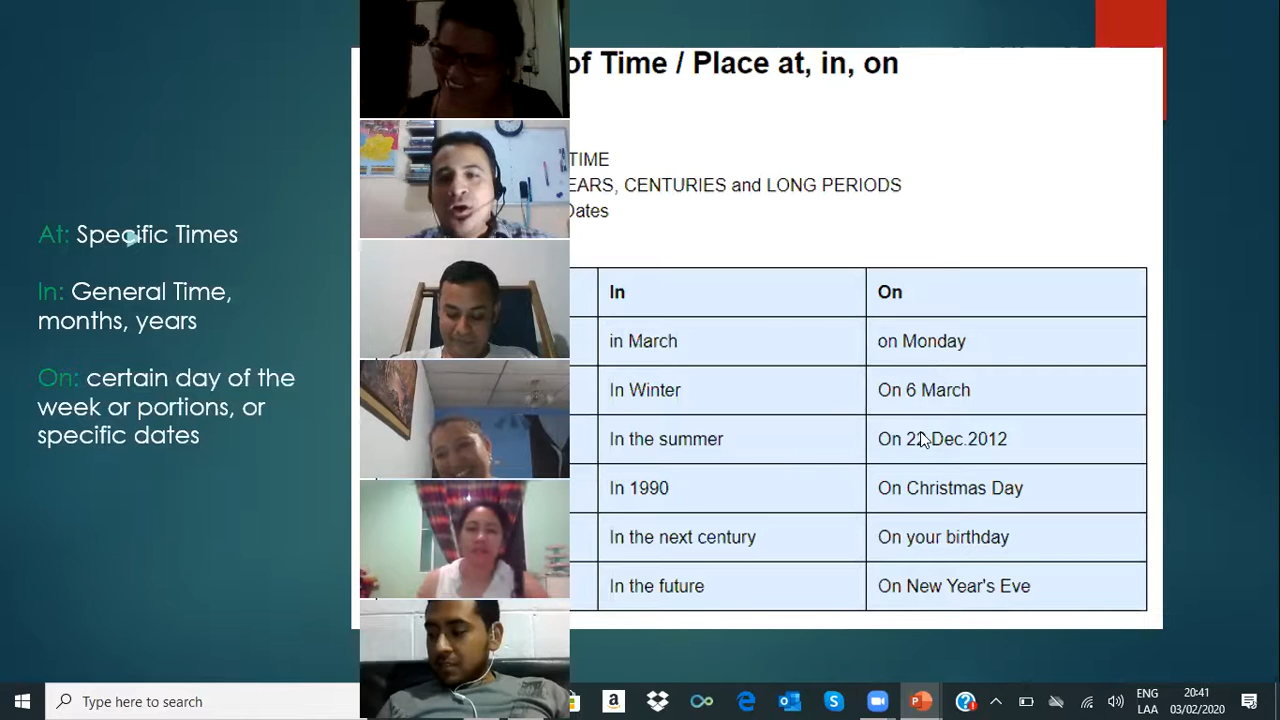 of Time / Place at, in, on
TIME
EARS, CENTURIES and LONG PERIODS
Dates
At: Specific Times
In: General Time,
months, years
On: certain day of the
week or portions, or
specific dates
In On
in March on Monday
In Winter On 6 March
In the summer On Dec.2012
In 1990 On Christmas Day
In the next century On your birthday
In the future On New Year's Eve
Type here to search
ENG
LAA
20:41
03/02/2020